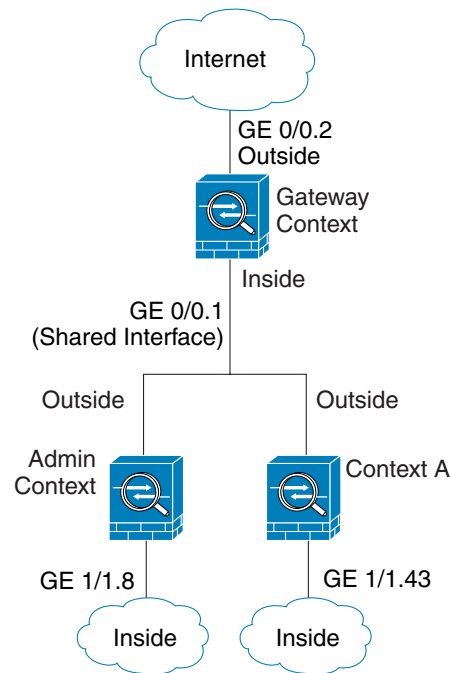 Internet
GE 0/0.2
Outside
Gateway
Context
Inside
GE 0/0.1
(Shared Interface)
Outside
Outside
Admin
Context
Context A
GE 1/1.8
GE 1/1.43
Inside
Inside